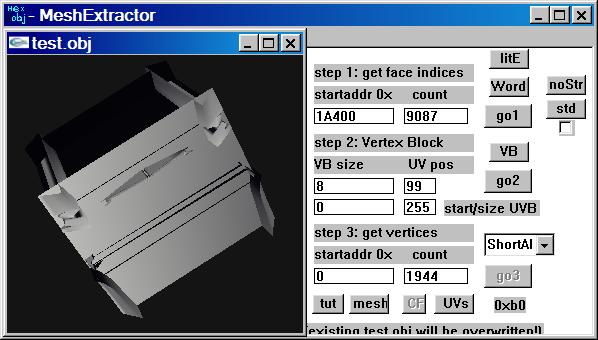 Hex
obj - MeshExtractor
test.obj
litE
step 1: get face indices
Word
noStr
startaddr 0x count
1A400 9087
go1
std
step 2: Vertex Block
VB
VB size UV pos
8 99
go2
0 255 start/size UVB
step 3: get vertices
ShortAl
startaddr 0x count
0 1944
go3
tut mesh CF UVs 0xb0
existing test.obj will be overwritten!)